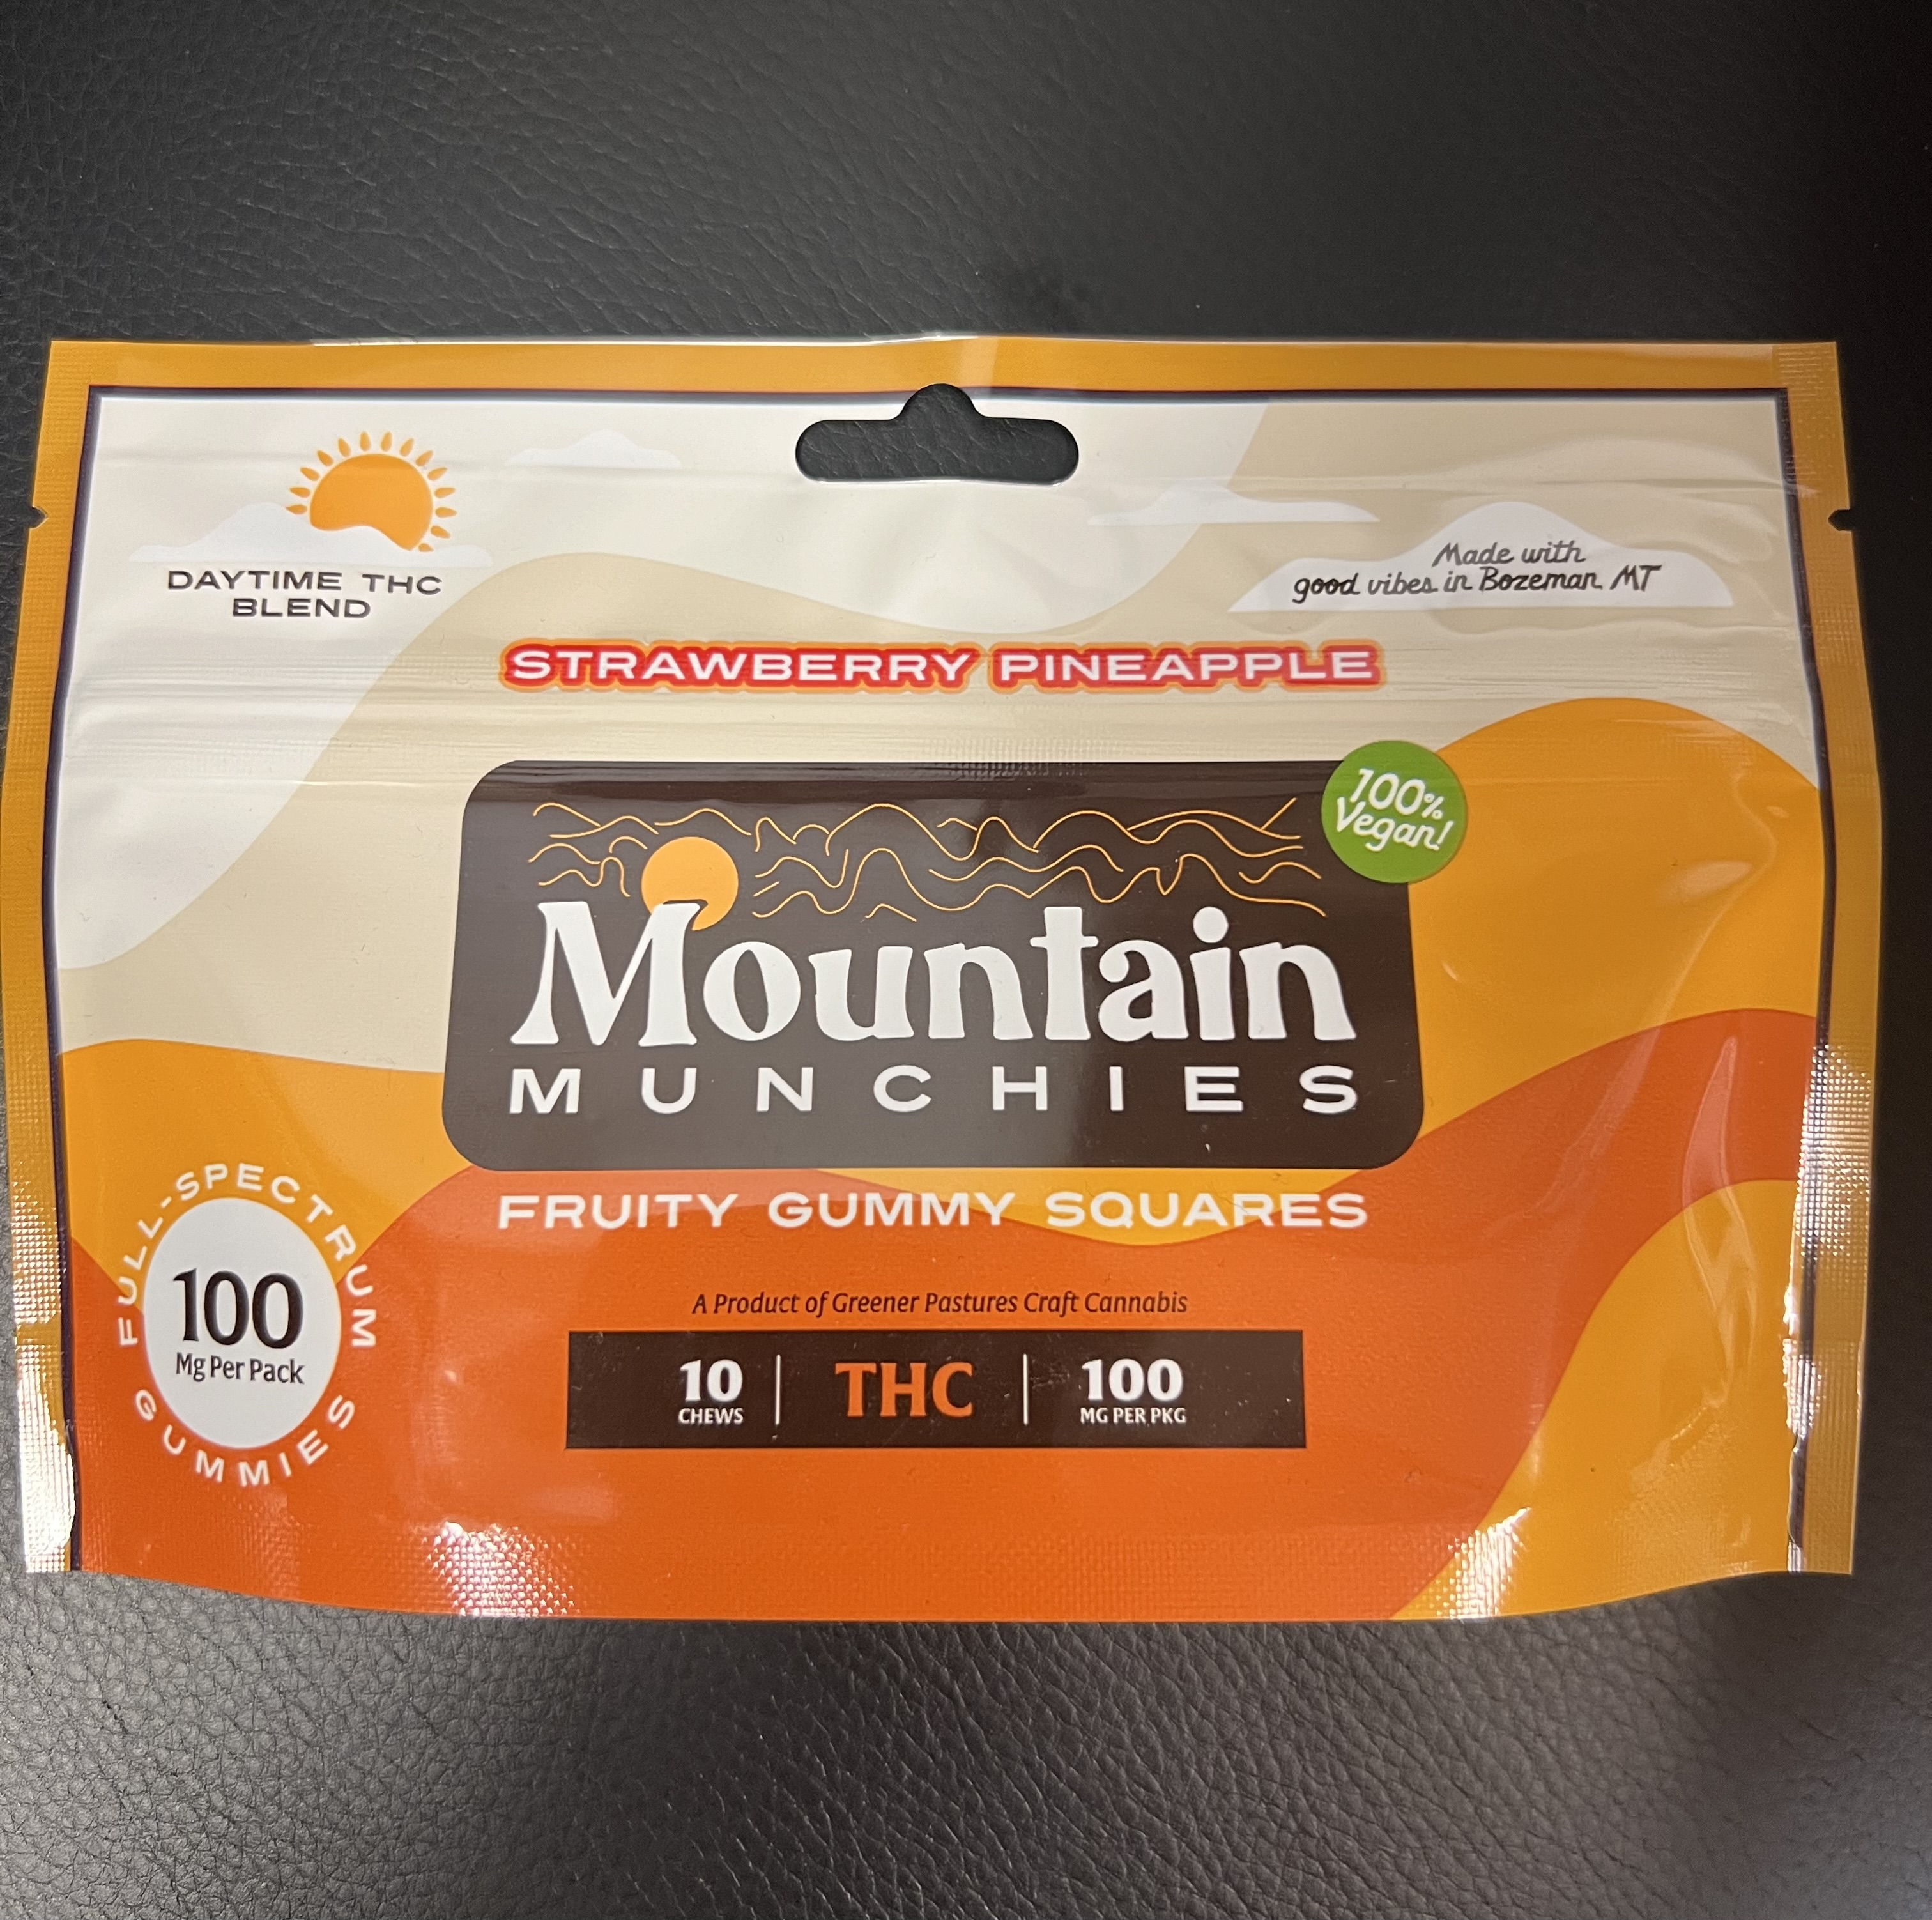 DAYTIME THC
BLEND
Made with
good vibes in Bozeman MT
STRAWBERRY PINEAPPLE
100%
Vegan!
Mountain
MUNCHIES
FRUITY GUMMY SQUARES
FULL-SPECTRUM
100
Mg Per Pack
GUMMIES
A Product of Greener Pastures Craft Cannabis
10
CHEWS
THC
100
MG PER PKG